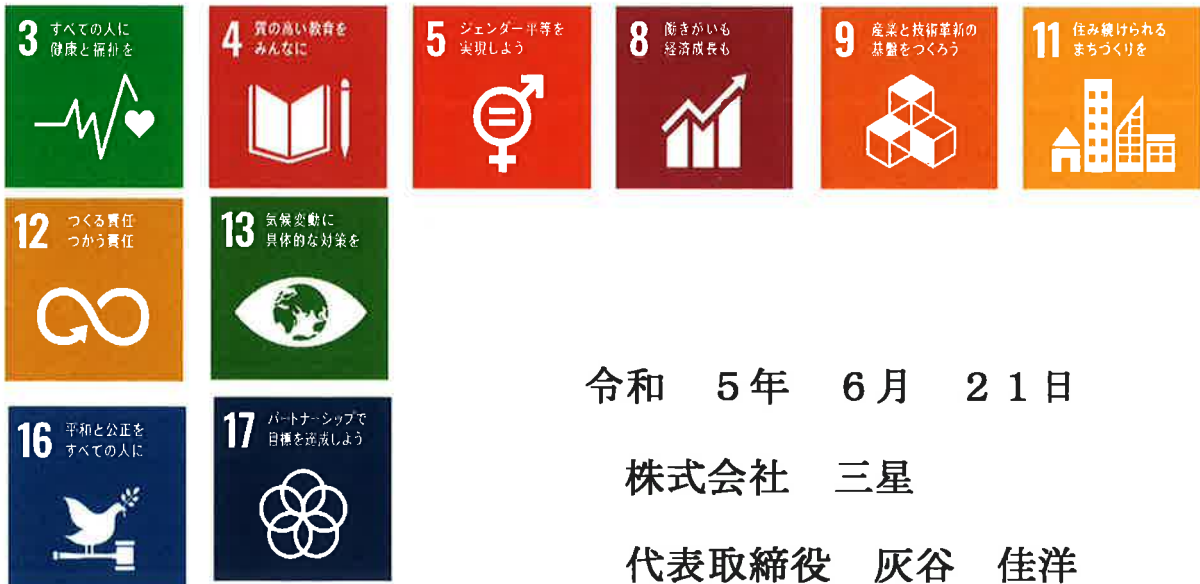 3 すべての人に
健康と福祉を
4 質の高い教育を
みんなに
5 ジェンダー平等を
実現しよう
8 働きがいも
経済成長も
9 産業と技術革新の
基盤をつくろう
11 住み続けられる
まちづくりを
12 つくる責任
つかう責任
13 気候変動に
具体的な対策を
16 平和と公正を
すべての人に
17 パートナーシップで
目標を達成しよう
令和 5年 6月 21日
株式会社 三星
代表取締役 灰谷 佳洋